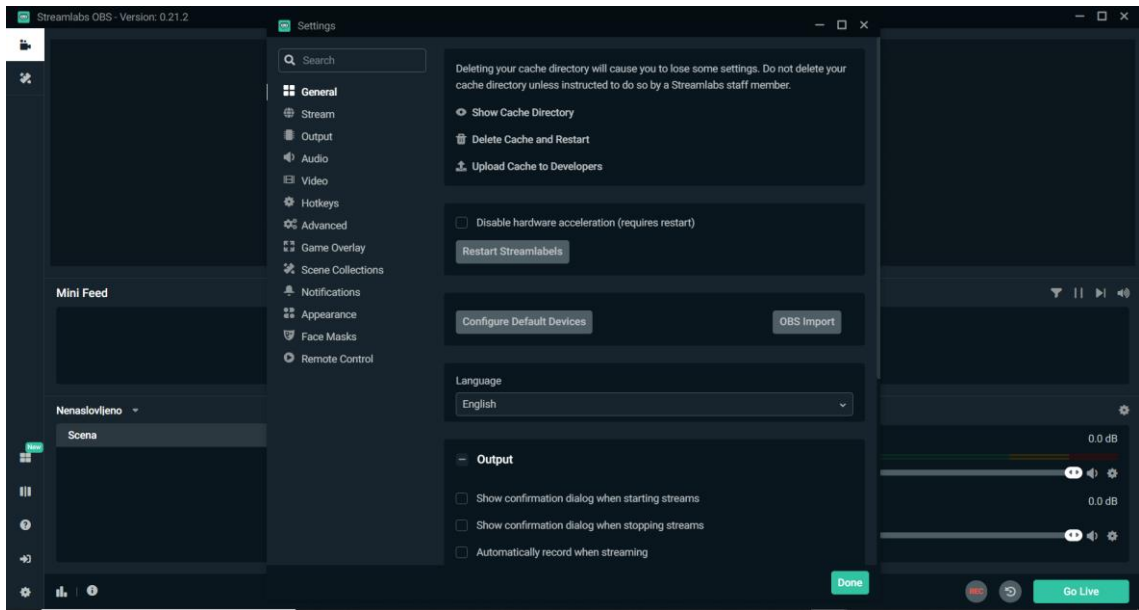 Streamlabs OBS - Version: 0.21.2
Settings
Search
General
Stream
Output
Audio
Video
Hotkeys
Advanced
Game Overlay
Scene Collections
Notifications
Appearance
Face Masks
Remote Control
Deleting your cache directory will cause you to lose some settings. Do not delete your
cache directory unless instructed to do so by a Streamlabs staff member.
Show Cache Directory
Delete Cache and Restart
Upload Cache to Developers
Disable hardware acceleration (requires restart)
Restart Streamlabels
Configure Default Devices
OBS Import
Language
English
Output
Show confirmation dialog when starting streams
Show confirmation dialog when stopping streams
Automatically record when streaming
Done
Mini Feed
Nenaslovljeno
Scena
New
0.0 dB
0.0 dB
REC
Go Live